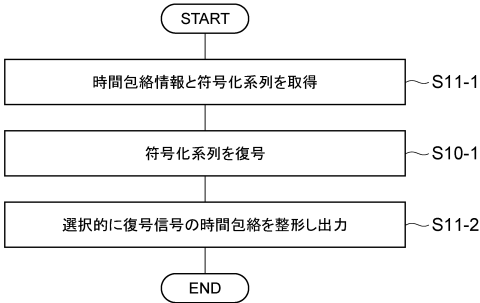 START
時間包絡情報と符号化系列を取得
S11-1
符号化系列を復号
S10-1
選択的に復号信号の時間包絡を整形し出力
S11-2
END